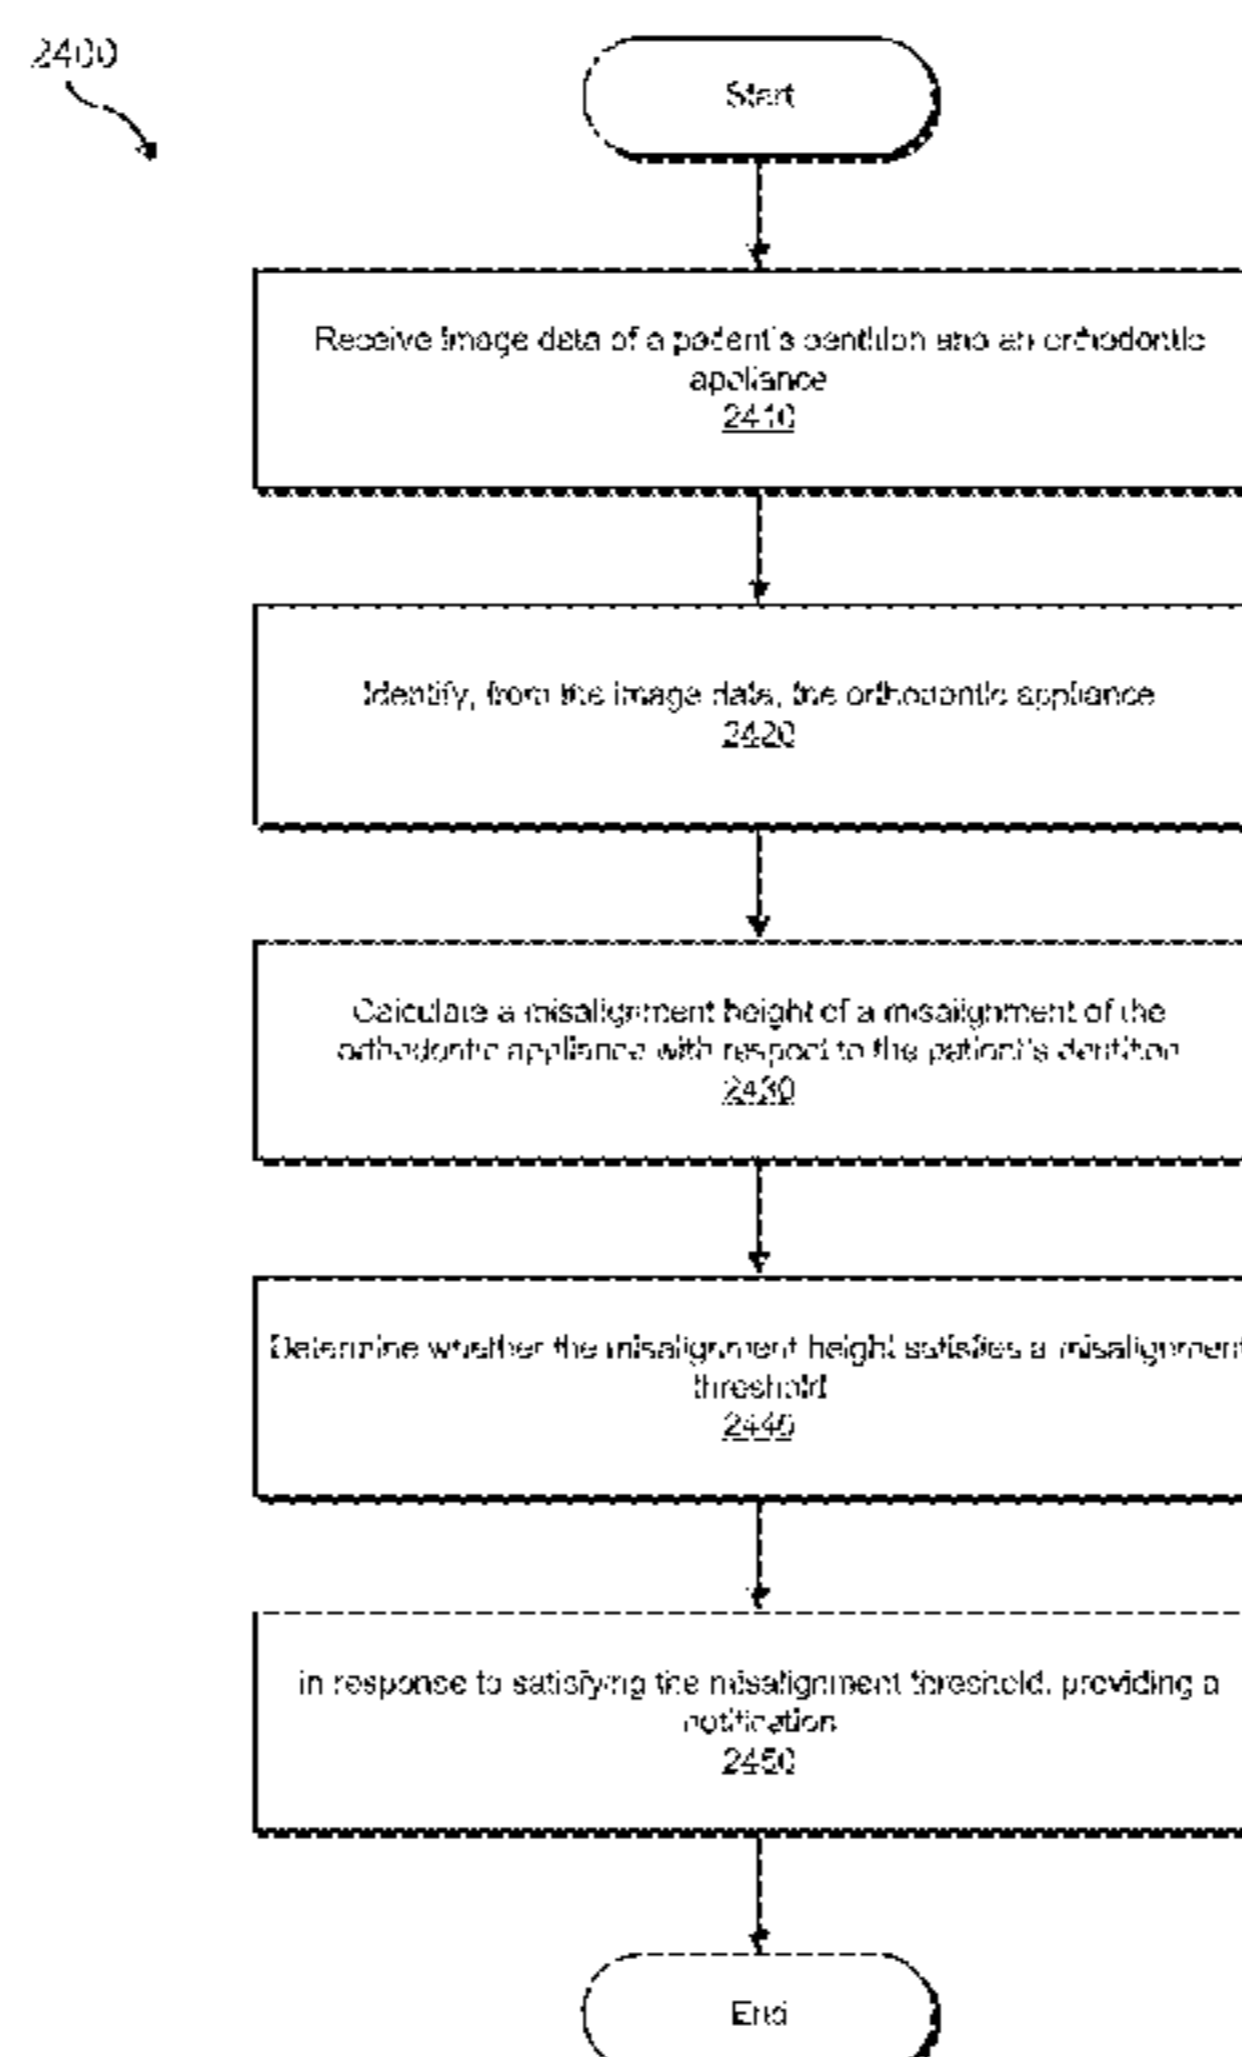 2400
Start
Receive image data of a patient's dentition and an orthodontic
appliance
2410
Identify, from the image data, the orthodontic appliance
2420
Calculate a misalignment height of a misalignment of the
orthodontic appliance with respect to the patient's dentition
2430
Determine whether the misalignment height satisfies a misalignment
threshold
2440
in response to satisfying the misalignment threshold, providing a
notification
2450
End